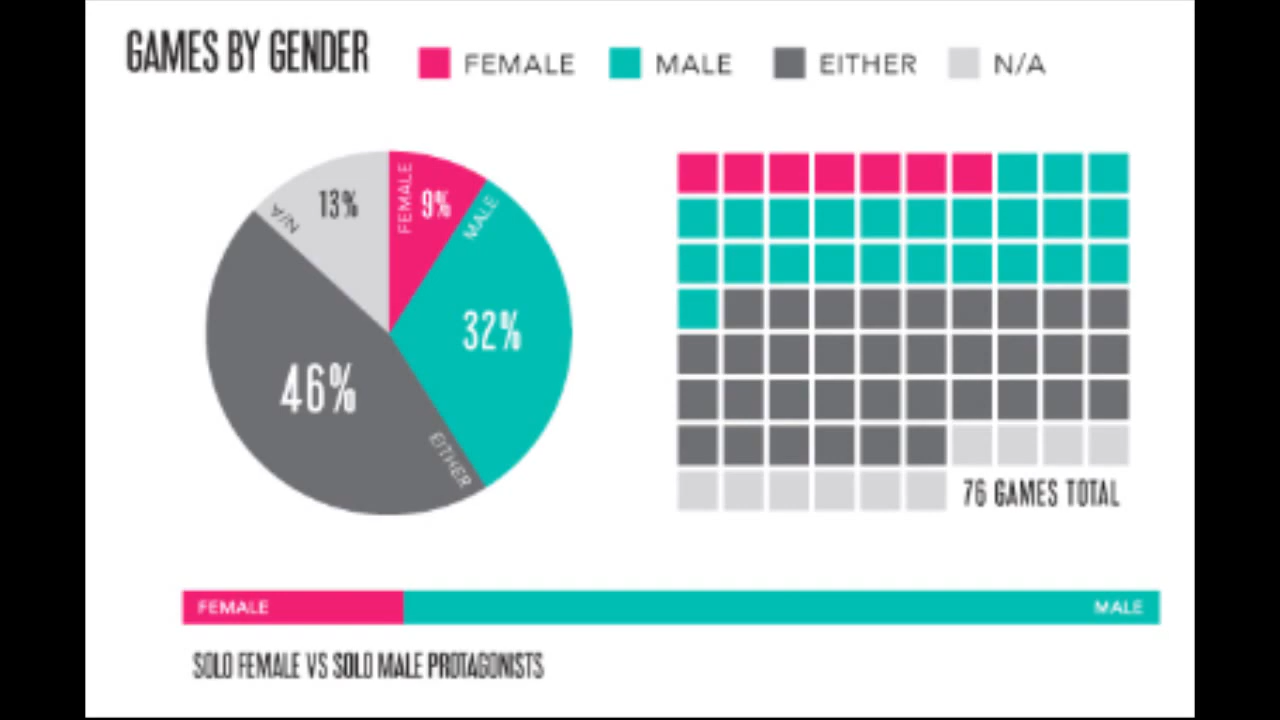 GAMES BY GENDER
FEMALE MALE EITHER N/A
13%
N/A
FEMALE
9%
MALE
32%
46%
EITHER
76 GAMES TOTAL
FEMALE
MALE
SOLO FEMALE VS SOLO MALE PROTAGONISTS